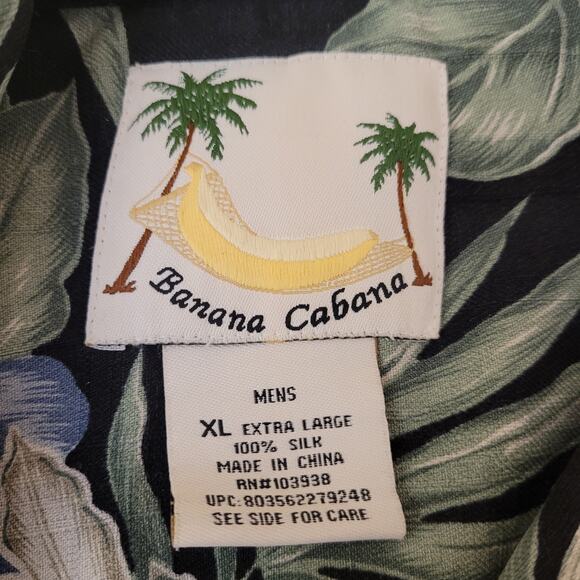 Banana Cabana
MENS
XL EXTRA LARGE
100% SILK
MADE IN CHINA
RN#103938
UPC:803562279248
SEE SIDE FOR CARE